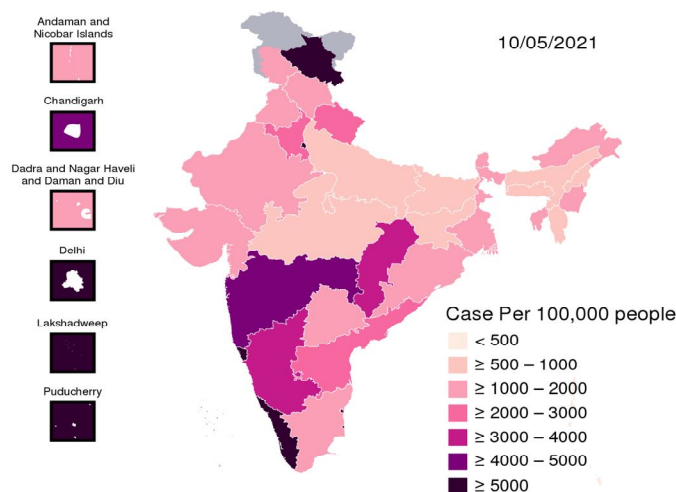 Andaman and
Nicobar Islands
10/05/2021
Chandigarh
Dadra and Nagar Haveli
and Daman and Diu
Delhi
Lakshadweep
Puducherry
Case Per 100,000 people
< 500
≥ 500 – 1000
≥ 1000 – 2000
≥ 2000 – 3000
≥ 3000 – 4000
≥ 4000 – 5000
≥ 5000